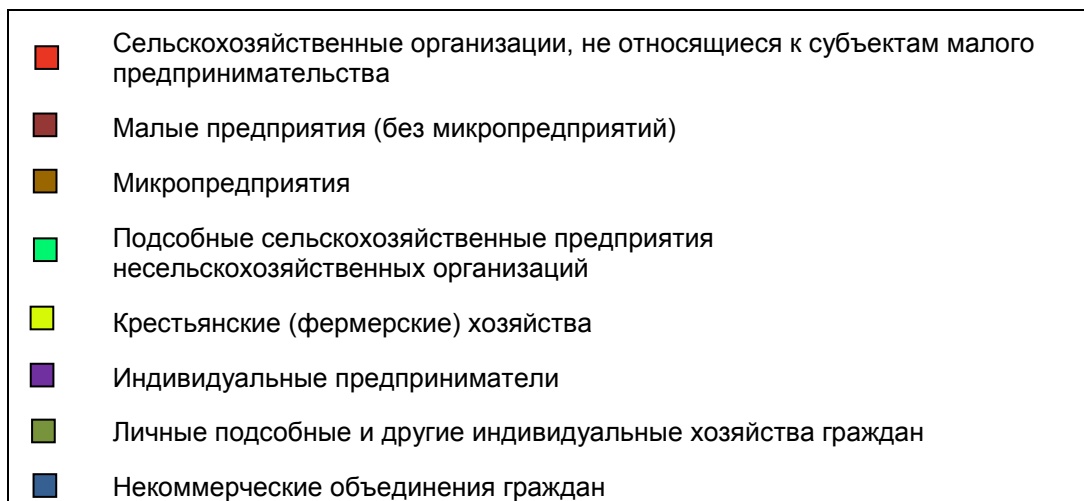 Сельскохозяйственные организации, не относящиеся к субъектам малого
предпринимательства
Малые предприятия (без микропредприятий)
Микропредприятия
Подсобные сельскохозяйственные предприятия
несельскохозяйственных организаций
Крестьянские (фермерские) хозяйства
Индивидуальные предприниматели
Личные подсобные и другие индивидуальные хозяйства граждан
Некоммерческие объединения граждан